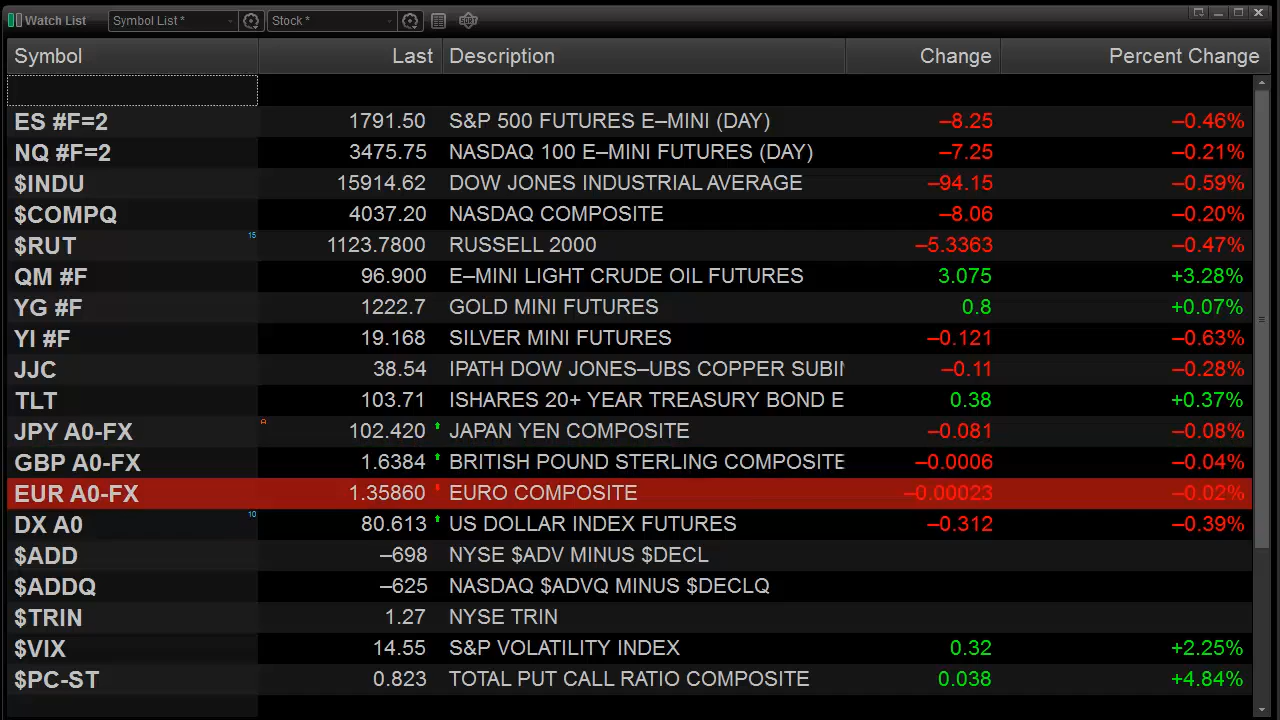 Watch List Symbol List * Stock *
Symbol Last Description Change Percent Change
ES #F=2 1791.50 S&P 500 FUTURES E–MINI (DAY) –8.25 –0.46%
NQ #F=2 3475.75 NASDAQ 100 E–MINI FUTURES (DAY) –7.25 –0.21%
$INDU 15914.62 DOW JONES INDUSTRIAL AVERAGE –94.15 –0.59%
$COMPQ 4037.20 NASDAQ COMPOSITE –8.06 –0.20%
$RUT 15 1123.7800 RUSSELL 2000 –5.3363 –0.47%
QM #F 96.900 E–MINI LIGHT CRUDE OIL FUTURES 3.075 +3.28%
YG #F 1222.7 GOLD MINI FUTURES 0.8 +0.07%
YI #F 19.168 SILVER MINI FUTURES –0.121 –0.63%
JJC 38.54 IPATH DOW JONES–UBS COPPER SUBIN –0.11 –0.28%
TLT 103.71 ISHARES 20+ YEAR TREASURY BOND E 0.38 +0.37%
JPY A0-FX 102.420 JAPAN YEN COMPOSITE –0.081 –0.08%
GBP A0-FX 1.6384 BRITISH POUND STERLING COMPOSITE –0.0006 –0.04%
EUR A0-FX 1.35860 EURO COMPOSITE –0.00023 –0.02%
DX A0 10 80.613 US DOLLAR INDEX FUTURES –0.312 –0.39%
$ADD –698 NYSE $ADV MINUS $DECL
$ADDQ –625 NASDAQ $ADVQ MINUS $DECLQ
$TRIN 1.27 NYSE TRIN
$VIX 14.55 S&P VOLATILITY INDEX 0.32 +2.25%
$PC-ST 0.823 TOTAL PUT CALL RATIO COMPOSITE 0.038 +4.84%